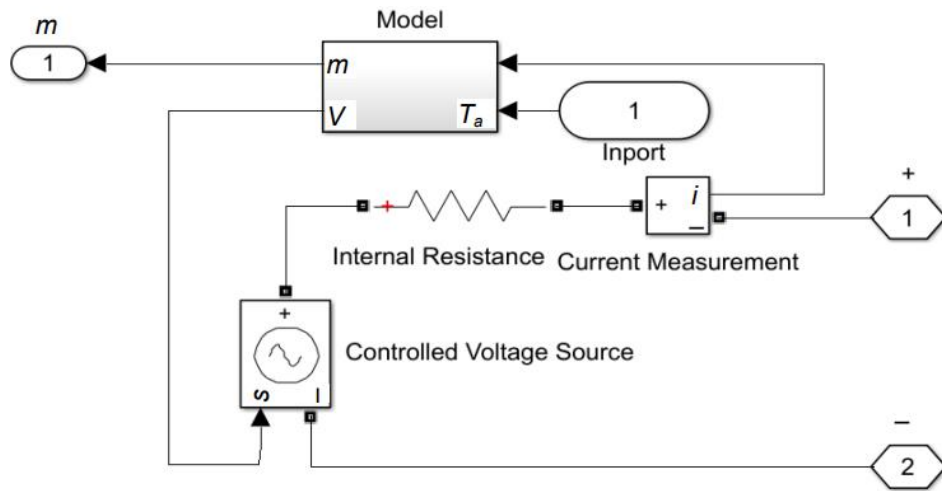 Model
m
1
m
V
Tₐ
1
Inport
+
i
+
−
1
+
Internal Resistance
Current Measurement
+
Controlled Voltage Source
s
−
−
2